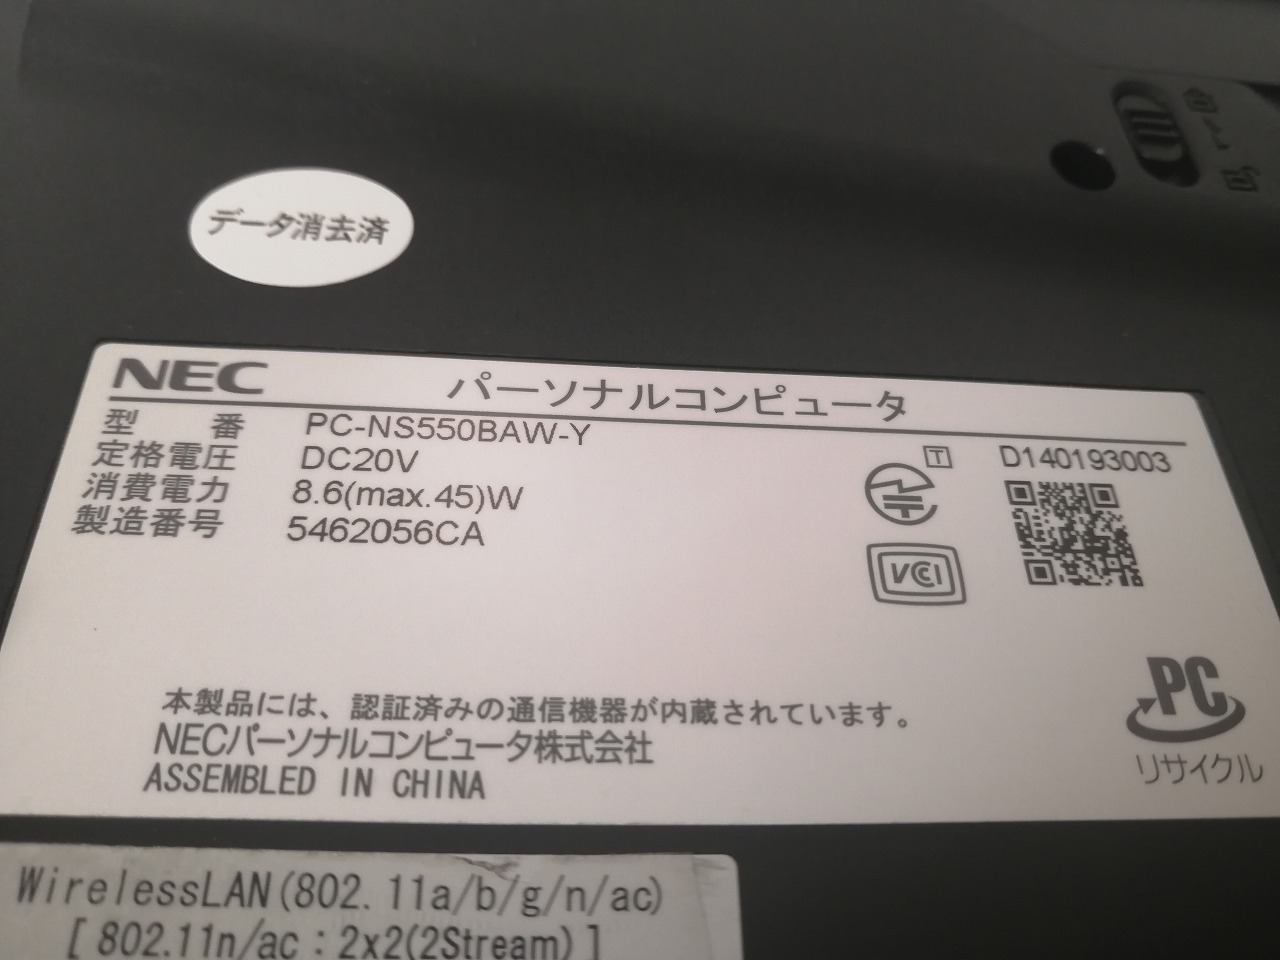 データ消去済
NEC パーソナルコンピュータ
型 番 PC-NS550BAW-Y
定格電圧 DC20V
消費電力 8.6(max.45)W
製造番号 5462056CA
T
D140193003
VCCI
本製品には、認証済みの通信機器が内蔵されています。
NECパーソナルコンピュータ株式会社
ASSEMBLED IN CHINA
PC
リサイクル
WirelessLAN(802.11a/b/g/n/ac)
[ 802.11n/ac : 2x2(2Stream) ]